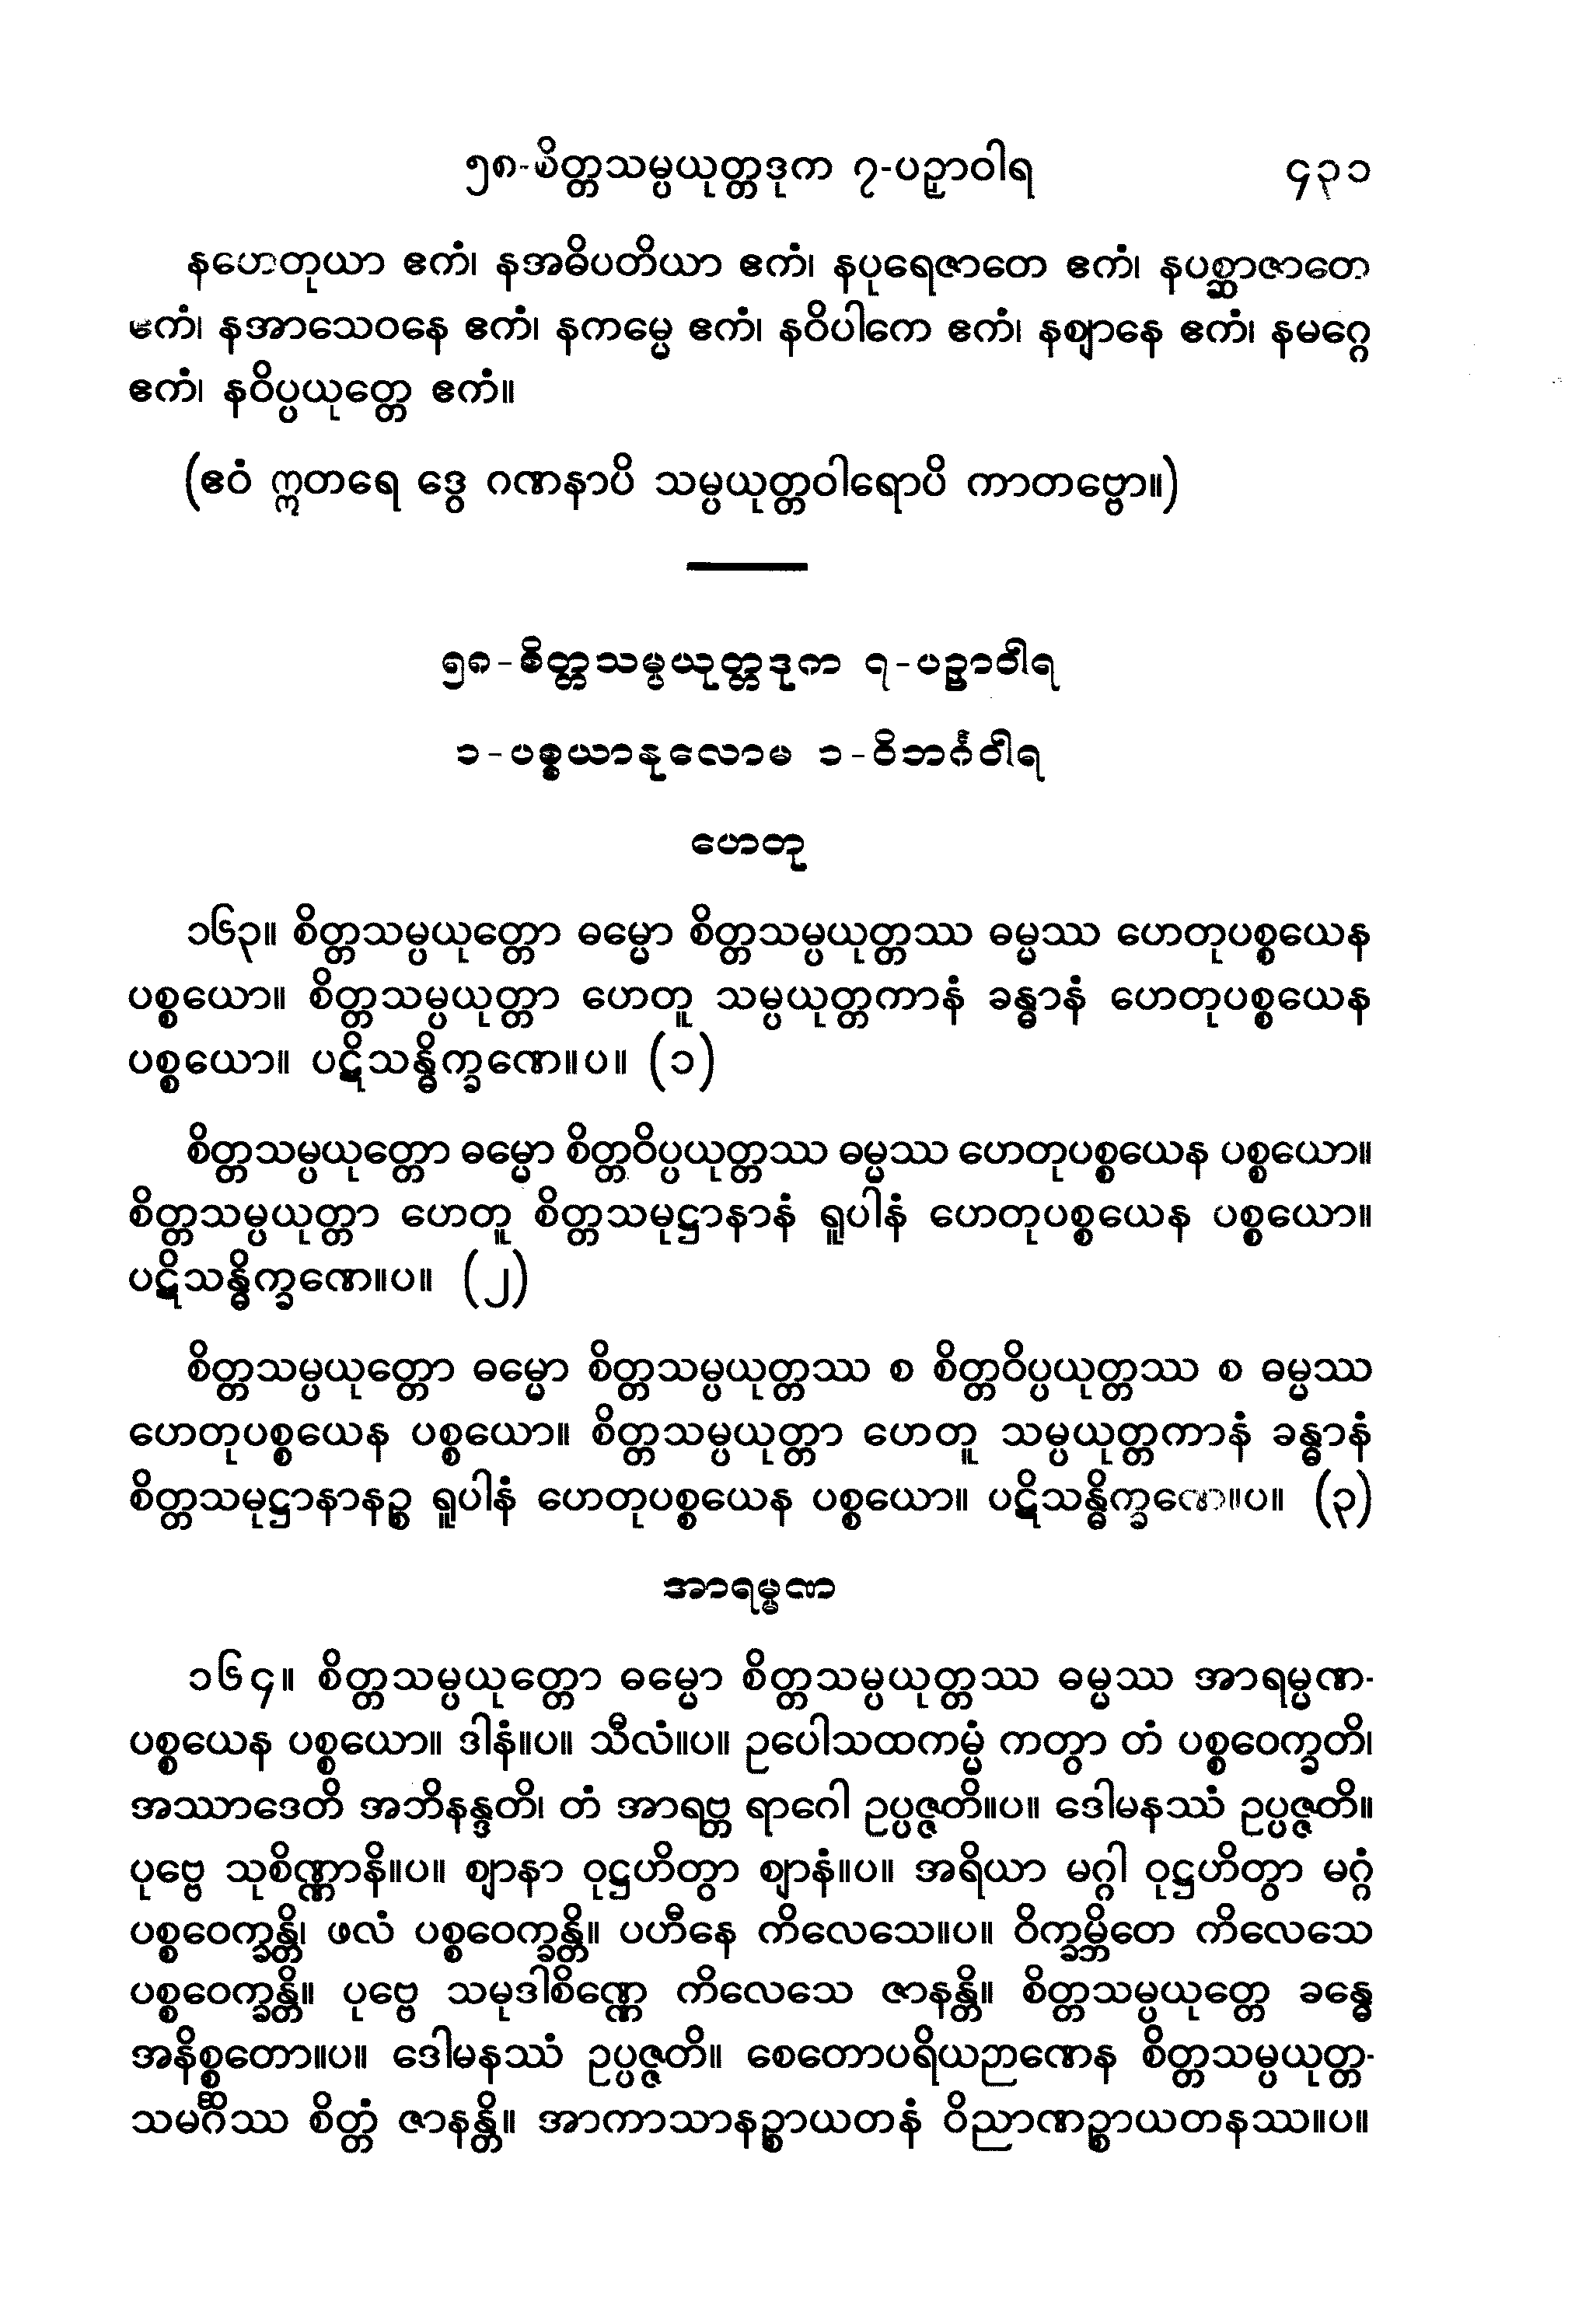 ၅၈-စိတ္တသမ္ပယုတ္တဒုက ၇-ပဉှာဝါရ ၄၃၁
နဟေတုယာ ဧကံ၊ နအဓိပတိယာ ဧကံ၊ နပုရေဇာတေ ဧကံ၊ နပစ္ဆာဇာတေ
ဧကံ၊ နအာသေဝနေ ဧကံ၊ နကမ္မေ ဧကံ၊ နဝိပါကေ ဧကံ၊ နဈာနေ ဧကံ၊ နမဂ္ဂေ
ဧကံ၊ နဝိပ္ပယုတ္တေ ဧကံ။
(ဧဝံ ဣတရေ ဒွေ ဂဏနာပိ သမ္ပယုတ္တဝါရောပိ ကာတဗ္ဗော။)
၅၈-စိတ္တသမ္ပယုတ္တဒုက ၇-ပဉှာဝါရ
၁-ပစ္စယာနုလောမ ၁-ဝိဘင်္ဂဝါရ
ဟေတု
၁၆၃။ စိတ္တသမ္ပယုတ္တော ဓမ္မော စိတ္တသမ္ပယုတ္တဿ ဓမ္မဿ ဟေတုပစ္စယေန
ပစ္စယော။ စိတ္တသမ္ပယုတ္တာ ဟေတူ သမ္ပယုတ္တကာနံ ခန္ဓာနံ ဟေတုပစ္စယေန
ပစ္စယော။ ပဋိသန္ဓိက္ခဏေ။ပ။ (၁)
စိတ္တသမ္ပယုတ္တော ဓမ္မော စိတ္တဝိပ္ပယုတ္တဿ ဓမ္မဿ ဟေတုပစ္စယေန ပစ္စယော။
စိတ္တသမ္ပယုတ္တာ ဟေတူ စိတ္တသမုဋ္ဌာနာနံ ရူပါနံ ဟေတုပစ္စယေန ပစ္စယော။
ပဋိသန္ဓိက္ခဏေ။ပ။ (၂)
စိတ္တသမ္ပယုတ္တော ဓမ္မော စိတ္တသမ္ပယုတ္တဿ စ စိတ္တဝိပ္ပယုတ္တဿ စ ဓမ္မဿ
ဟေတုပစ္စယေန ပစ္စယော။ စိတ္တသမ္ပယုတ္တာ ဟေတူ သမ္ပယုတ္တကာနံ ခန္ဓာနံ
စိတ္တသမုဋ္ဌာနာနဉ္စ ရူပါနံ ဟေတုပစ္စယေန ပစ္စယော။ ပဋိသန္ဓိက္ခဏေ။ပ။ (၃)
အာရမ္မဏ
၁၆၄။ စိတ္တသမ္ပယုတ္တော ဓမ္မော စိတ္တသမ္ပယုတ္တဿ ဓမ္မဿ အာရမ္မဏ-
ပစ္စယေန ပစ္စယော။ ဒါနံ။ပ။ သီလံ။ပ။ ဥပေါသထကမ္မံ ကတွာ တံ ပစ္စဝေက္ခတိ၊
အဿာဒေတိ အဘိနန္ဒတိ၊ တံ အာရဗ္ဘ ရာဂေါ ဥပ္ပဇ္ဇတိ။ပ။ ဒေါမနဿံ ဥပ္ပဇ္ဇတိ။
ပုဗ္ဗေ သုစိဏ္ဏာနိ။ပ။ ဈာနာ ဝုဋ္ဌဟိတွာ ဈာနံ။ပ။ အရိယာ မဂ္ဂါ ဝုဋ္ဌဟိတွာ မဂ္ဂံ
ပစ္စဝေက္ခန္တိ၊ ဖလံ ပစ္စဝေက္ခန္တိ။ ပဟီနေ ကိလေသေ။ပ။ ဝိက္ခမ္ဘိတေ ကိလေသေ
ပစ္စဝေက္ခန္တိ။ ပုဗ္ဗေ သမုဒါစိဏ္ဏေ ကိလေသေ ဇာနန္တိ။ စိတ္တသမ္ပယုတ္တေ ခန္ဓေ
အနိစ္စတော။ပ။ ဒေါမနဿံ ဥပ္ပဇ္ဇတိ။ စေတောပရိယဉာဏေန စိတ္တသမ္ပယုတ္တ-
သမင်္ဂိဿ စိတ္တံ ဇာနန္တိ။ အာကာသာနဉ္စာယတနံ ဝိညာဏဉ္စာယတနဿ။ပ။